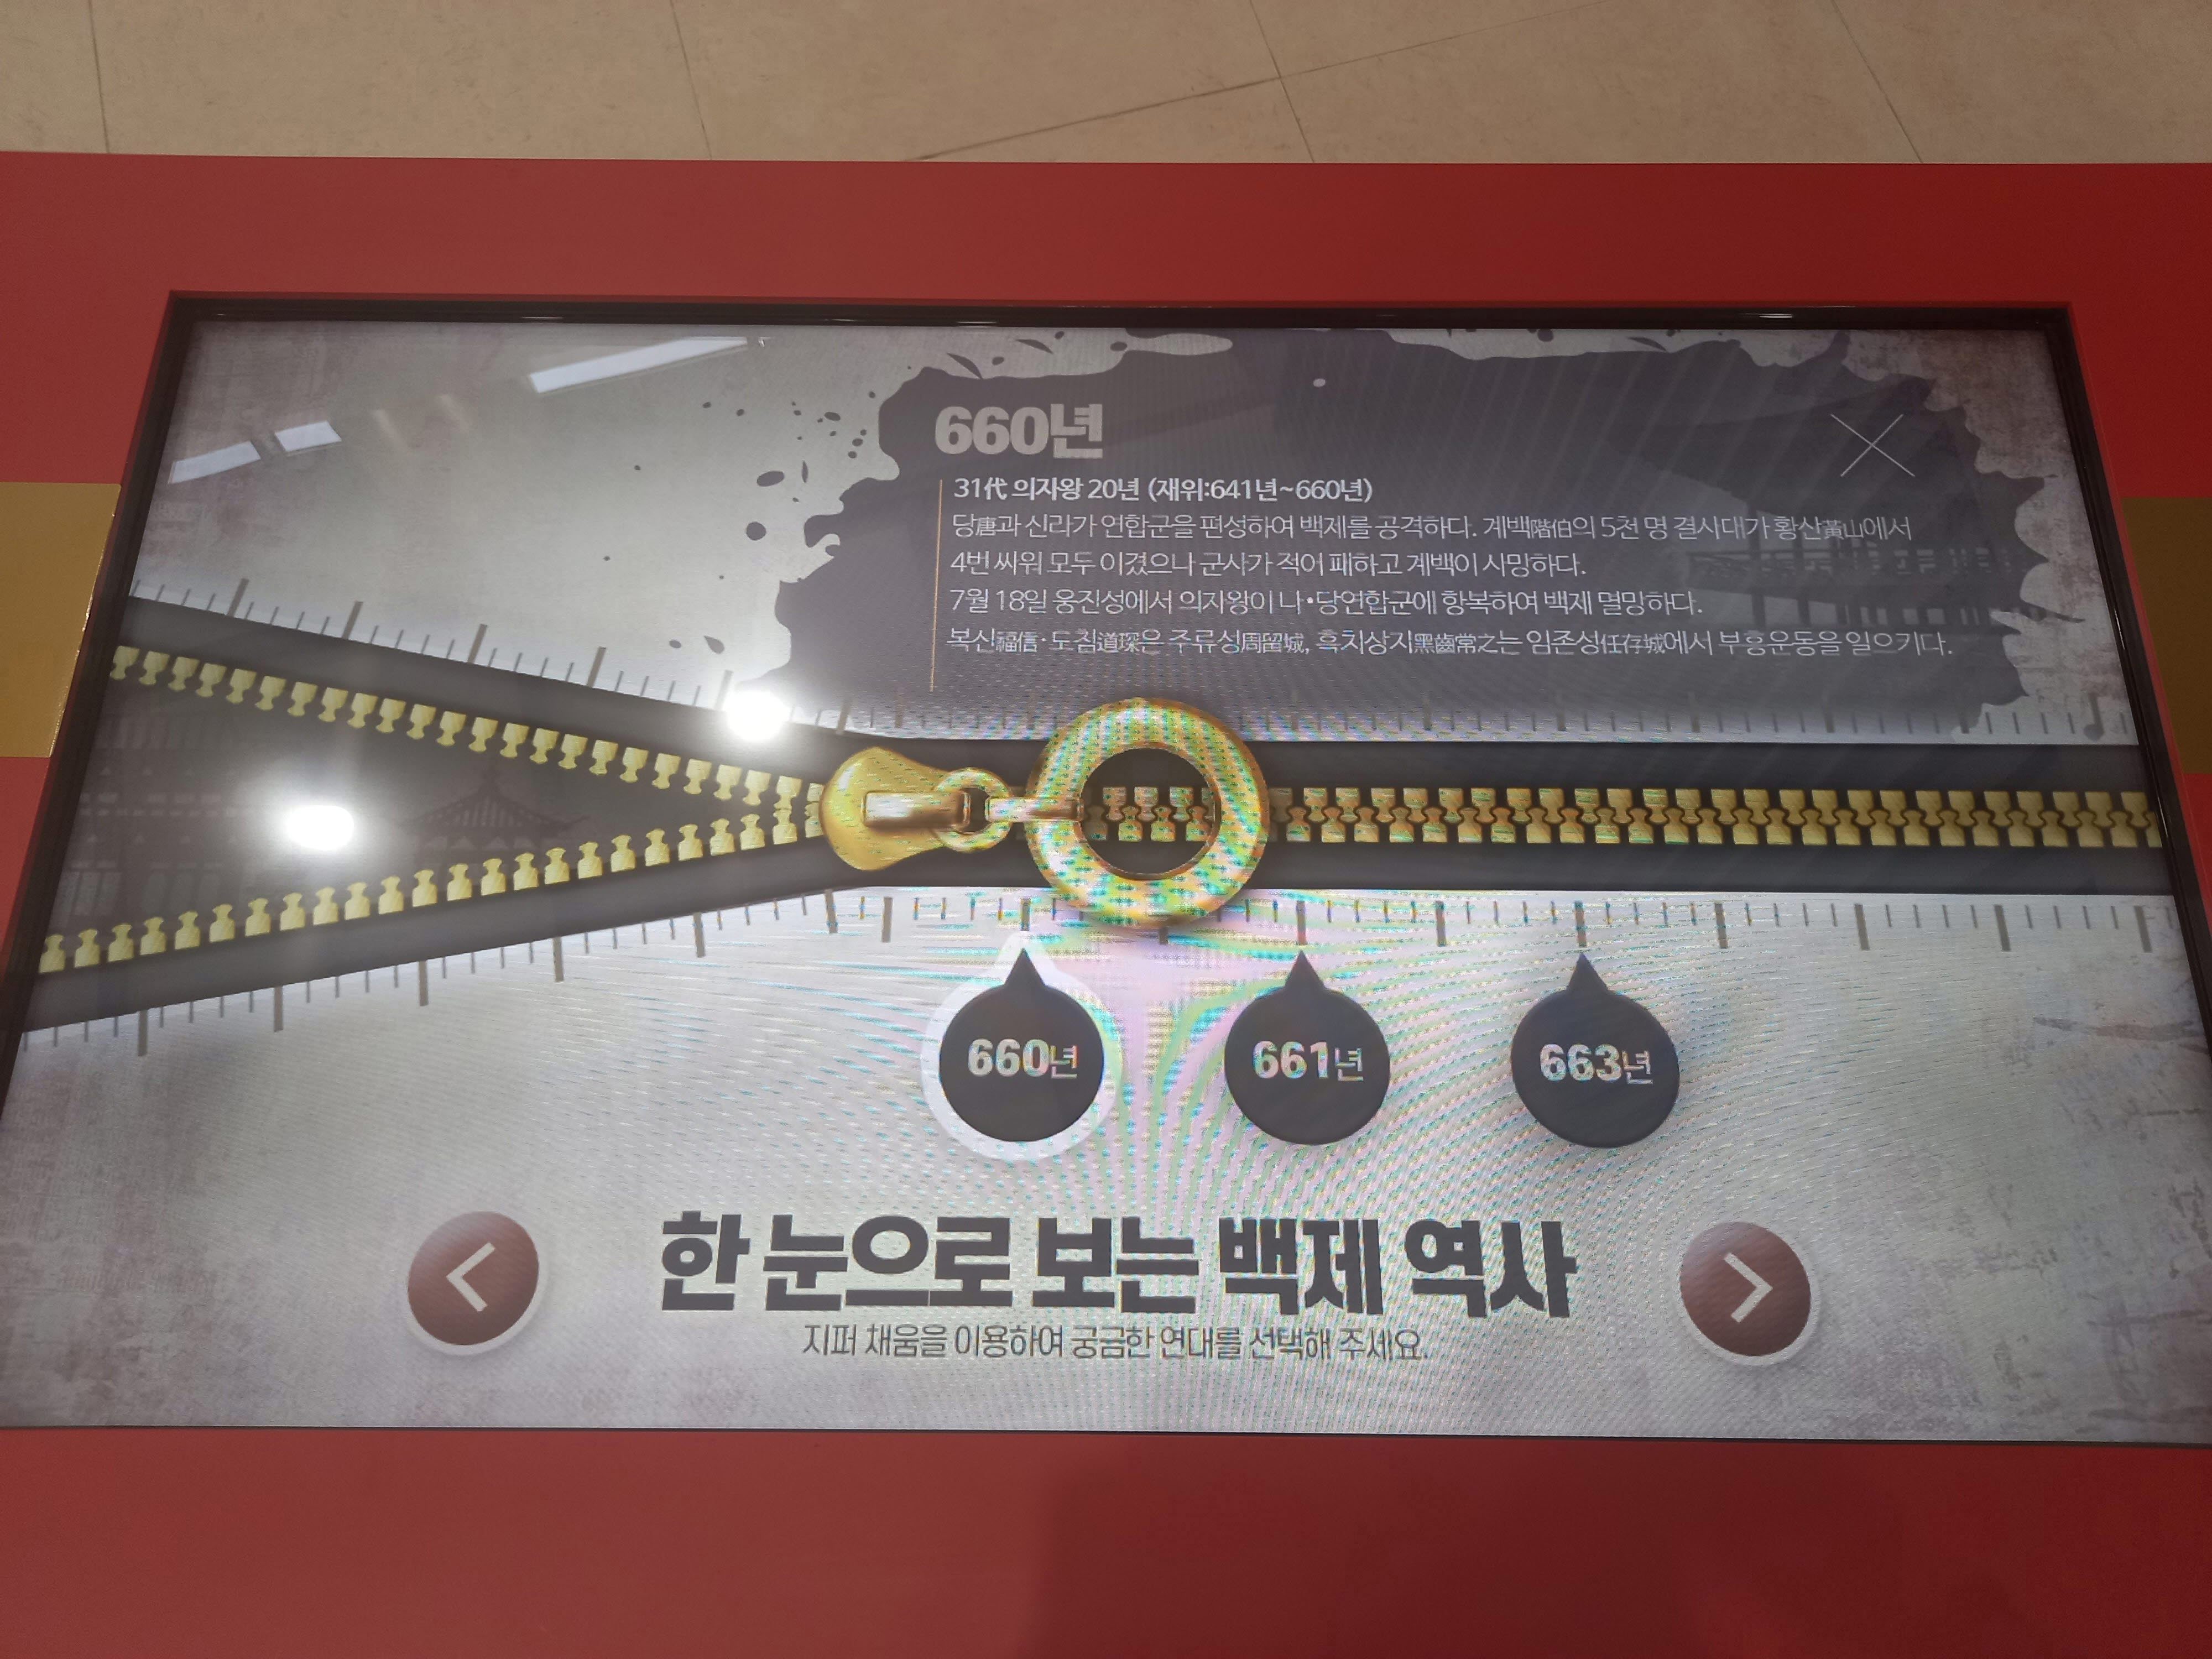 660년
31代 의자왕 20년 (재위:641년~660년)
당唐과 신라가 연합군을 편성하여 백제를 공격하다. 계백階伯의 5천 명 결사대가 황산黃山에서
4번 싸워 모두 이겼으나 군사가 적어 패하고 계백이 사망하다.
7월 18일 웅진성에서 의자왕이 나•당연합군에 항복하여 백제 멸망하다.
복신福信· 도침道琛은 주류성周留城, 흑치상지黑齒常之는 임존성任存城에서 부흥운동을 일으키다.
660년
661년
663년
한 눈으로 보는 백제 역사
지퍼 채움을 이용하여 궁금한 연대를 선택해 주세요.